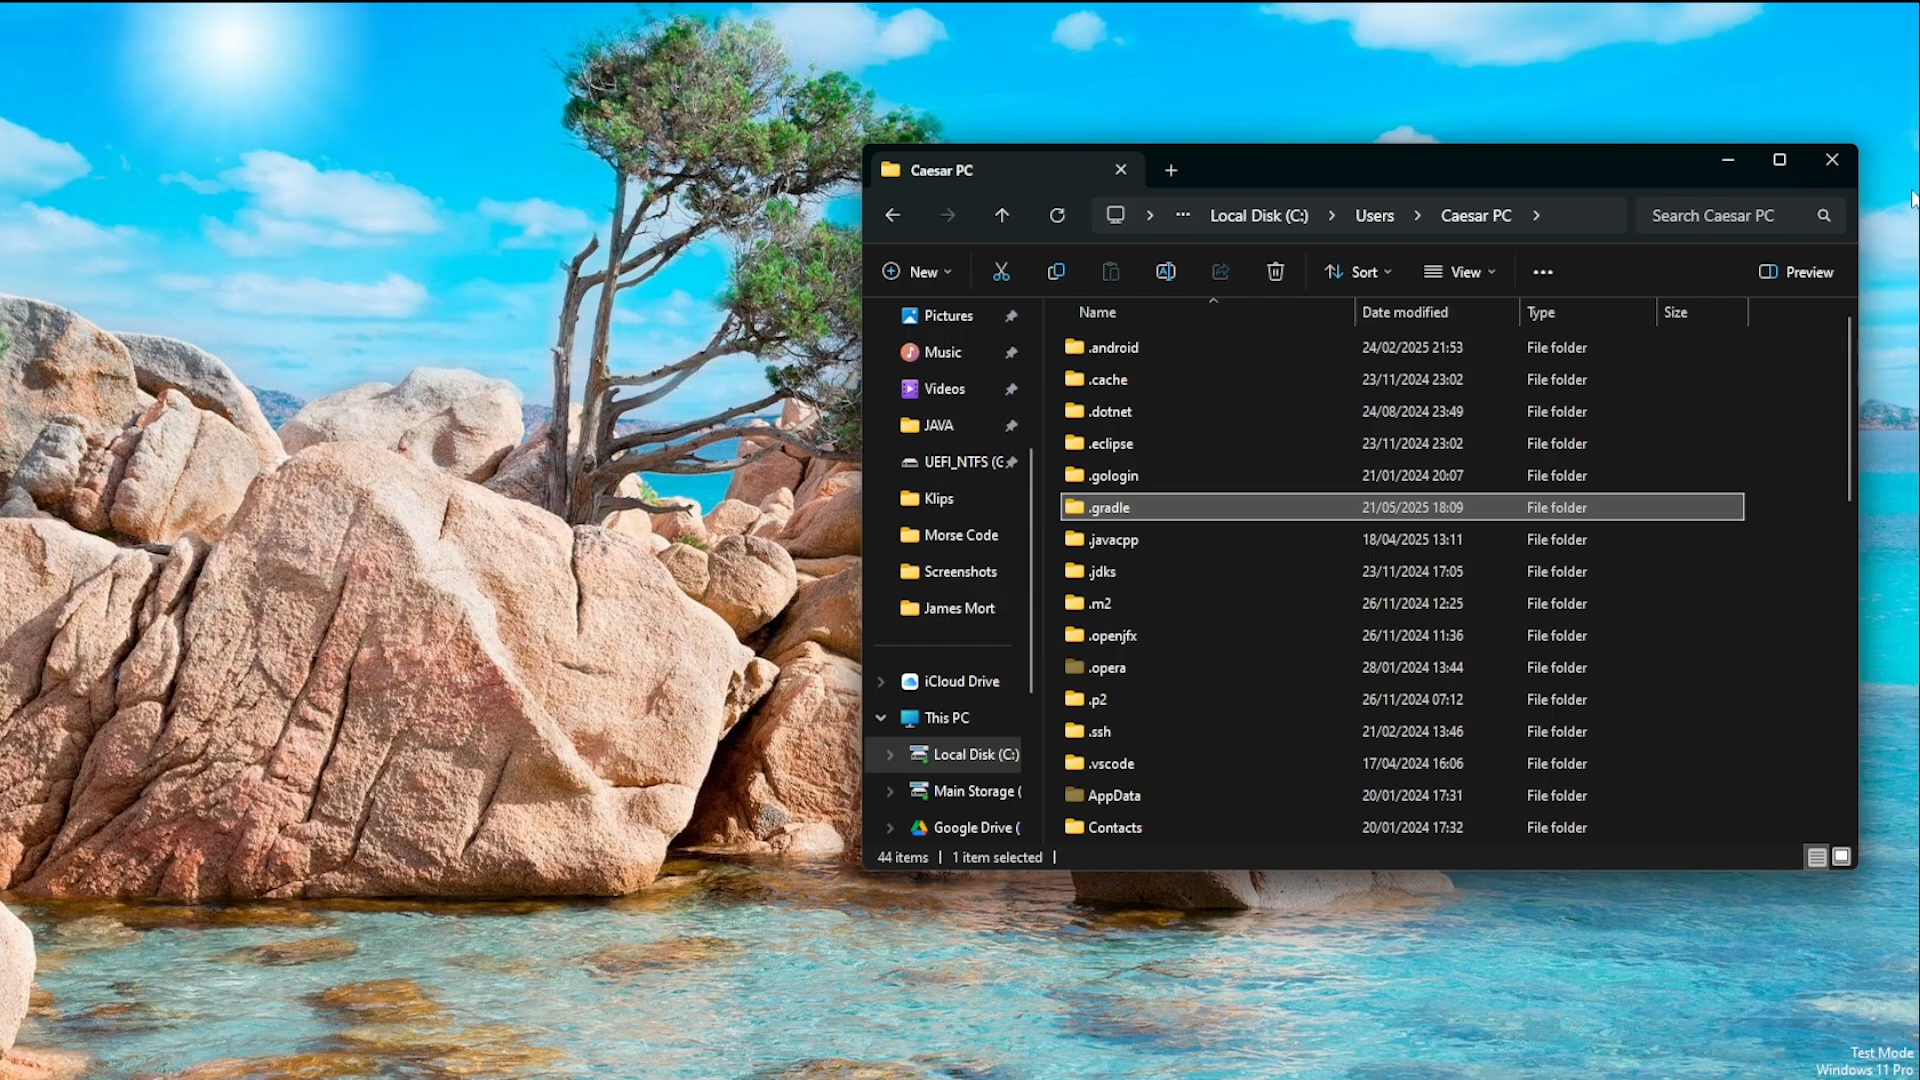 Caesar PC
Local Disk (C:)
Users
Caesar PC
Search Caesar PC
New
Sort
View
Preview
Pictures
Music
Videos
JAVA
UEFI_NTFS (G
Klips
Morse Code
Screenshots
James Mort
iCloud Drive
This PC
Local Disk (C:)
Main Storage (
Google Drive (
Name Date modified Type Size
.android 24/02/2025 21:53 File folder
.cache 23/11/2024 23:02 File folder
.dotnet 24/08/2024 23:49 File folder
.eclipse 23/11/2024 23:02 File folder
.gologin 21/01/2024 20:07 File folder
.gradle 21/05/2025 18:09 File folder
.javacpp 18/04/2025 13:11 File folder
.jdks 23/11/2024 17:05 File folder
.m2 26/11/2024 12:25 File folder
.openjfx 26/11/2024 11:36 File folder
.opera 28/01/2024 13:44 File folder
.p2 26/11/2024 07:12 File folder
.ssh 21/02/2024 13:46 File folder
.vscode 17/04/2024 16:06 File folder
AppData 20/01/2024 17:31 File folder
Contacts 20/01/2024 17:32 File folder
44 items | 1 item selected |
Test Mode
Windows 11 Pro